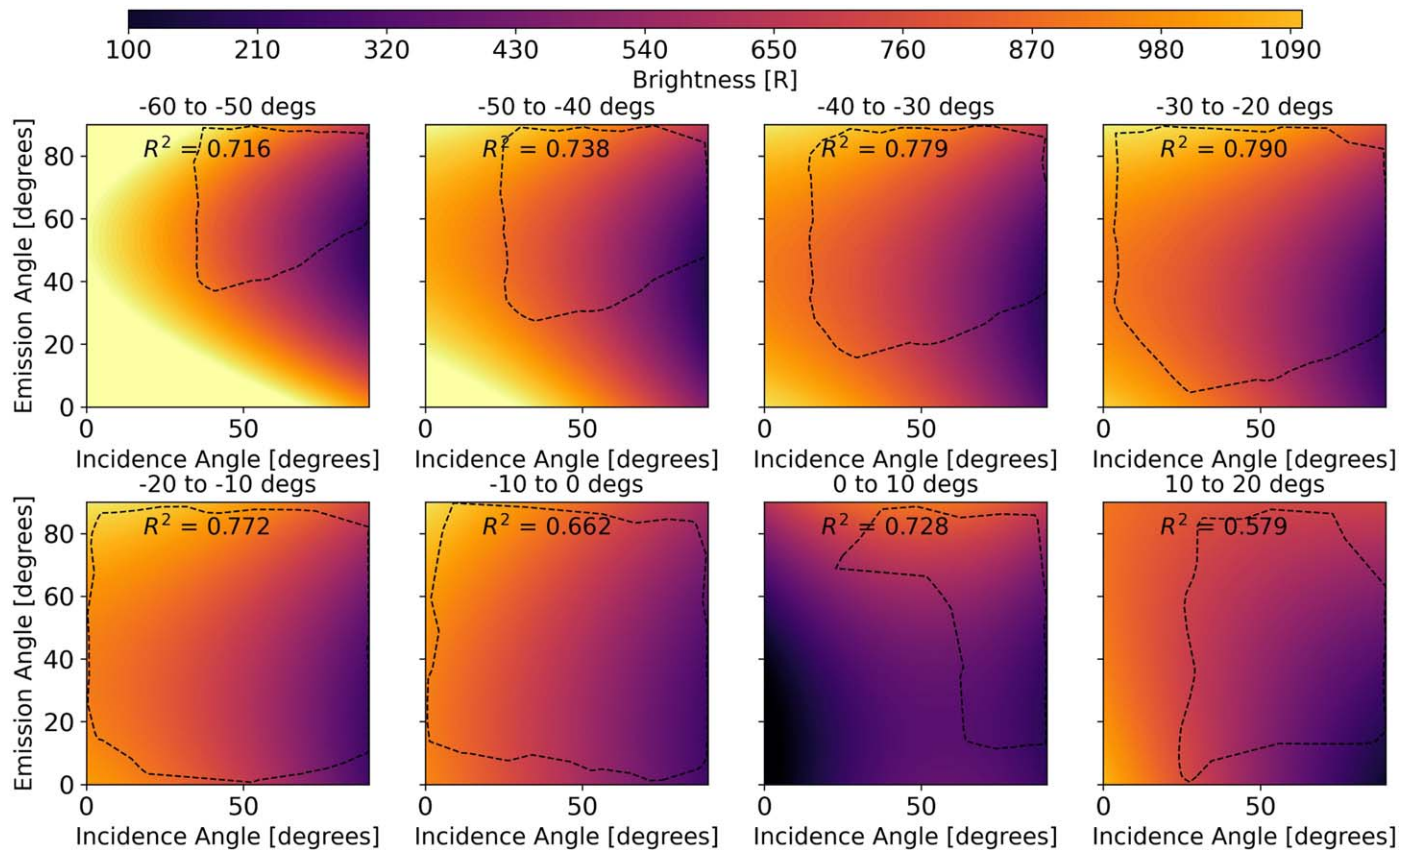 100 210 320 430 540 650 760 870 980 1090
Brightness [R]
-60 to -50 degs
-50 to -40 degs
-40 to -30 degs
-30 to -20 degs
R² = 0.716
R² = 0.738
R² = 0.779
R² = 0.790
Emission Angle [degrees]
80
60
40
20
0
0 50
0 50
0 50
0 50
Incidence Angle [degrees]
Incidence Angle [degrees]
Incidence Angle [degrees]
Incidence Angle [degrees]
-20 to -10 degs
-10 to 0 degs
0 to 10 degs
10 to 20 degs
R² = 0.772
R² = 0.662
R² = 0.728
R² = 0.579
Emission Angle [degrees]
80
60
40
20
0
0 50
0 50
0 50
0 50
Incidence Angle [degrees]
Incidence Angle [degrees]
Incidence Angle [degrees]
Incidence Angle [degrees]